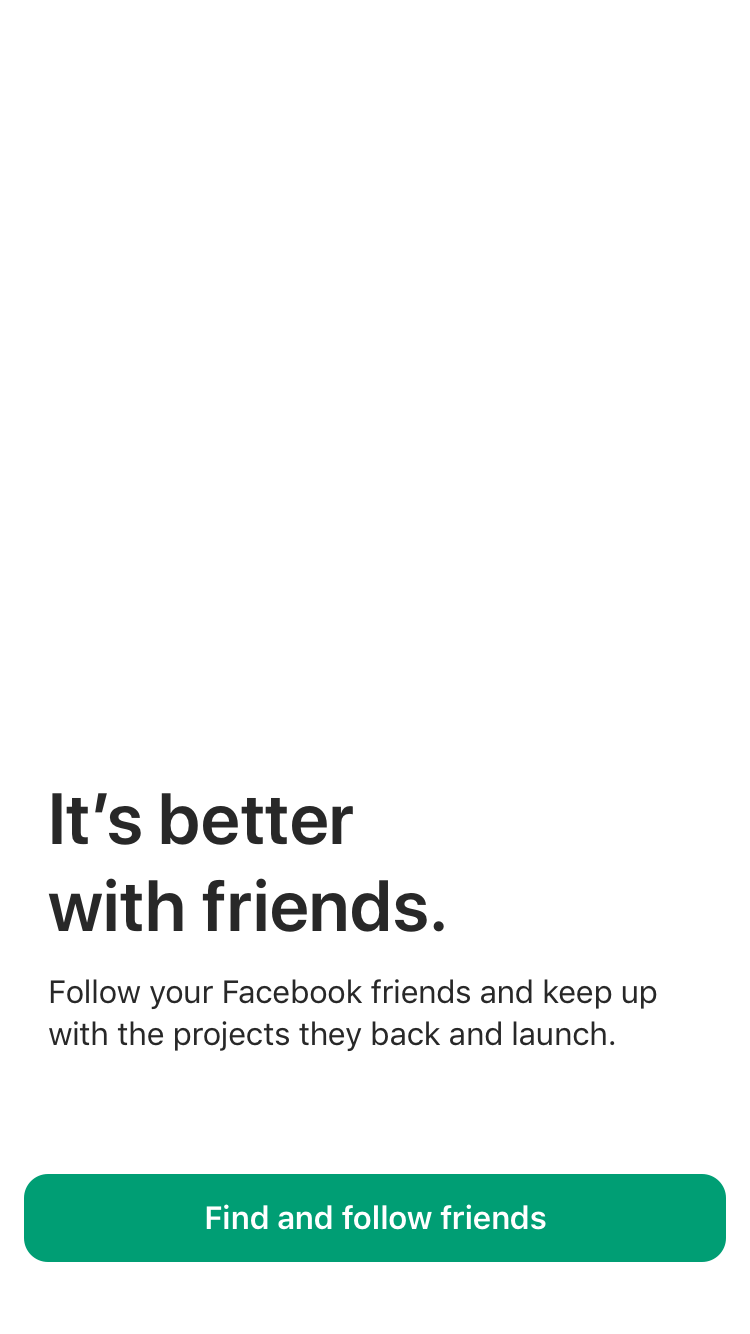 It’s better
with friends.
Follow your Facebook friends and keep up
with the projects they back and launch.
Find and follow friends